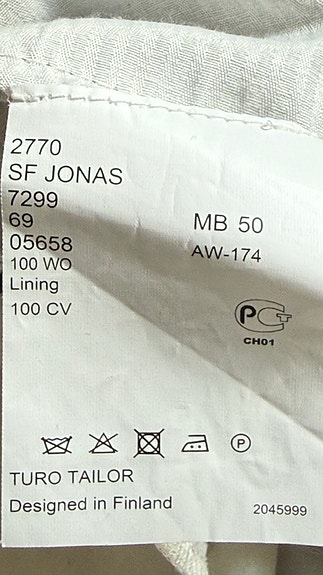 2770
SF JONAS
7299
69
MB 50
05658
AW-174
100 WO
Lining
100 CV
PCT
CH01
P
TURO TAILOR
Designed in Finland
2045999